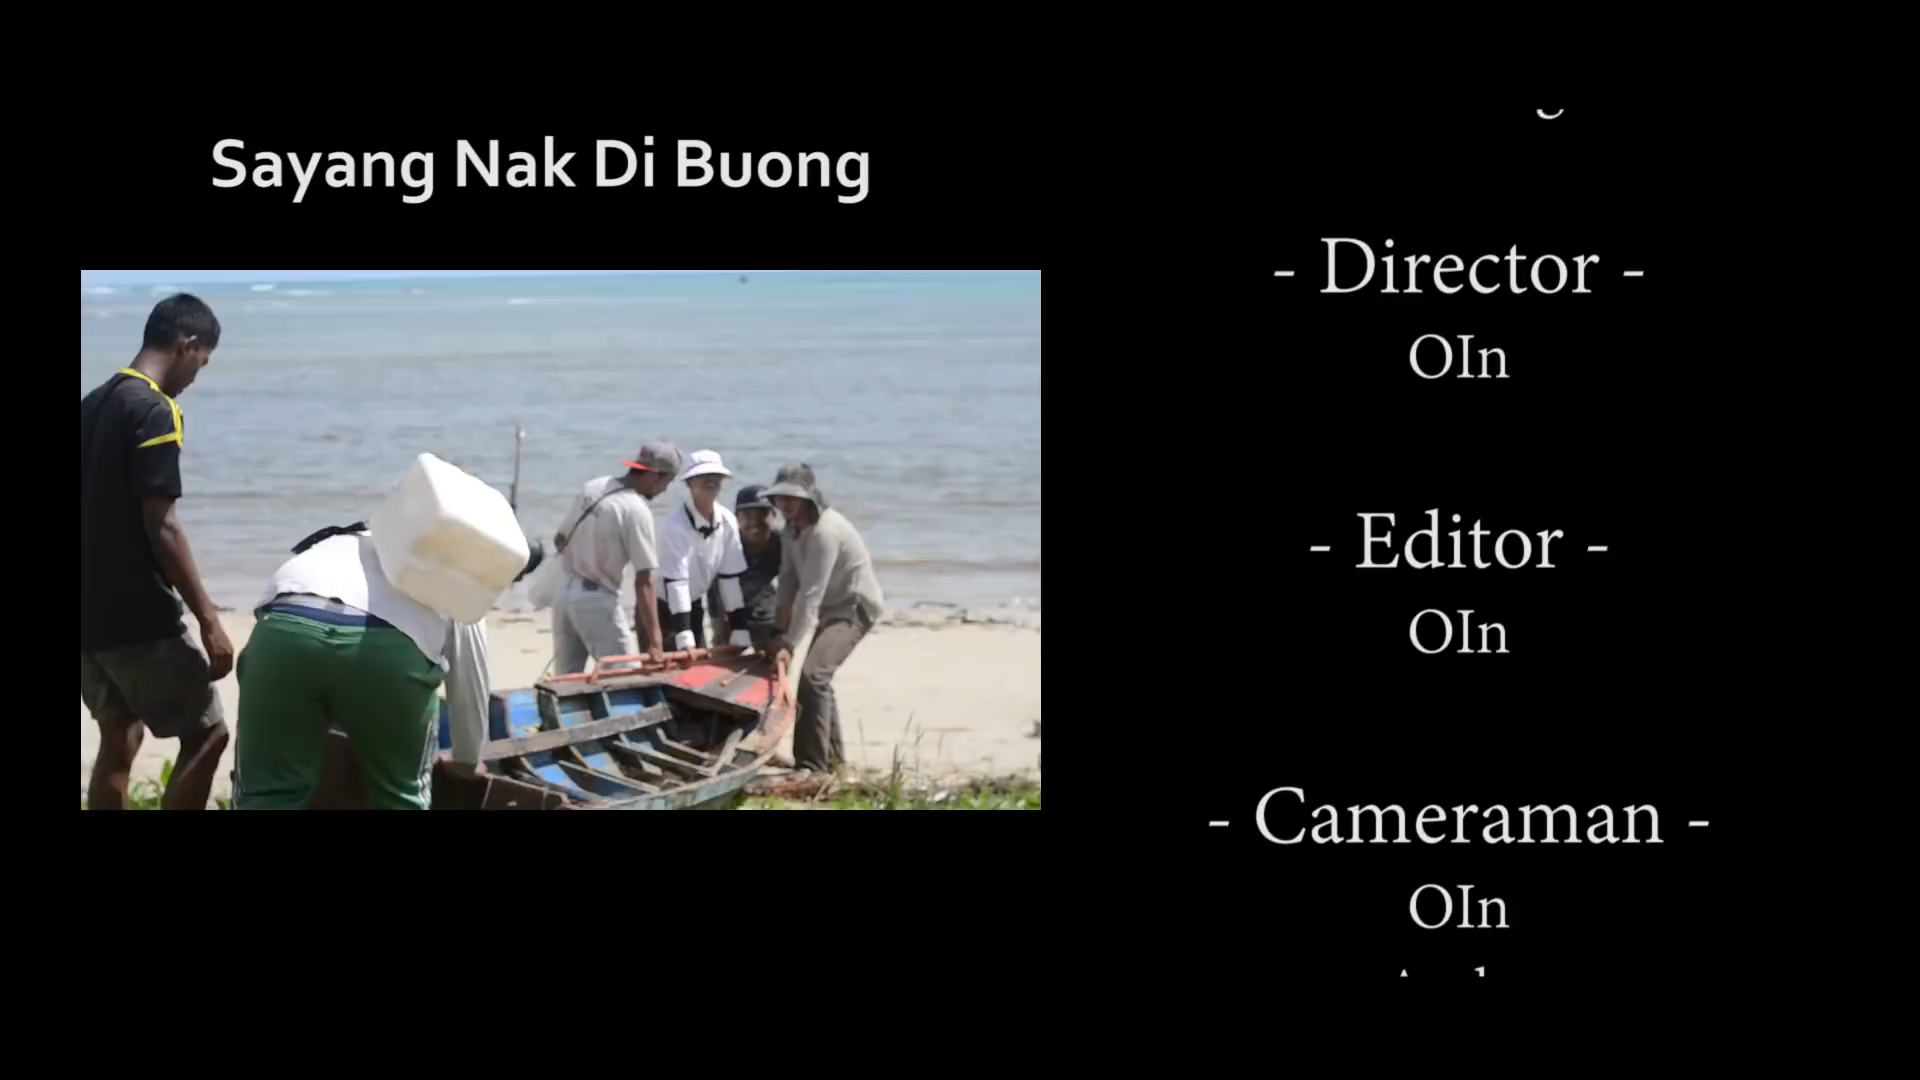 Sayang Nak Di Buong
- Director -
OIn
- Editor -
OIn
- Cameraman -
OIn